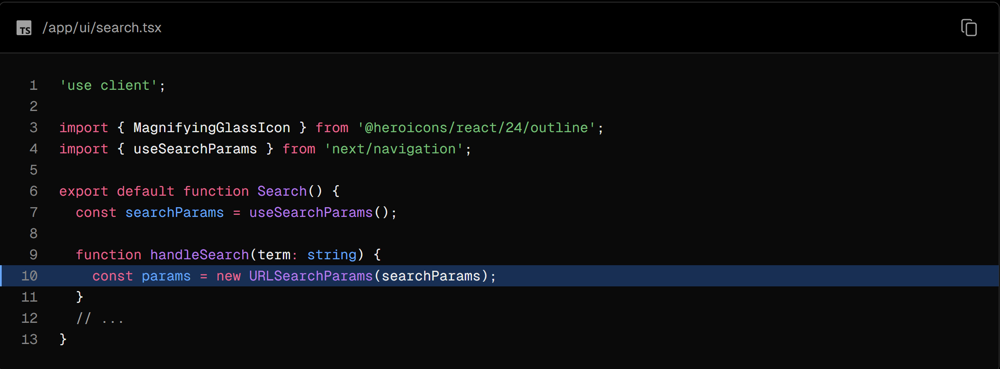 TS /app/ui/search.tsx
1 'use client';
2
3 import { MagnifyingGlassIcon } from '@heroicons/react/24/outline';
4 import { useSearchParams } from 'next/navigation';
5
6 export default function Search() {
7   const searchParams = useSearchParams();
8
9   function handleSearch(term: string) {
10     const params = new URLSearchParams(searchParams);
11   }
12   // ...
13 }